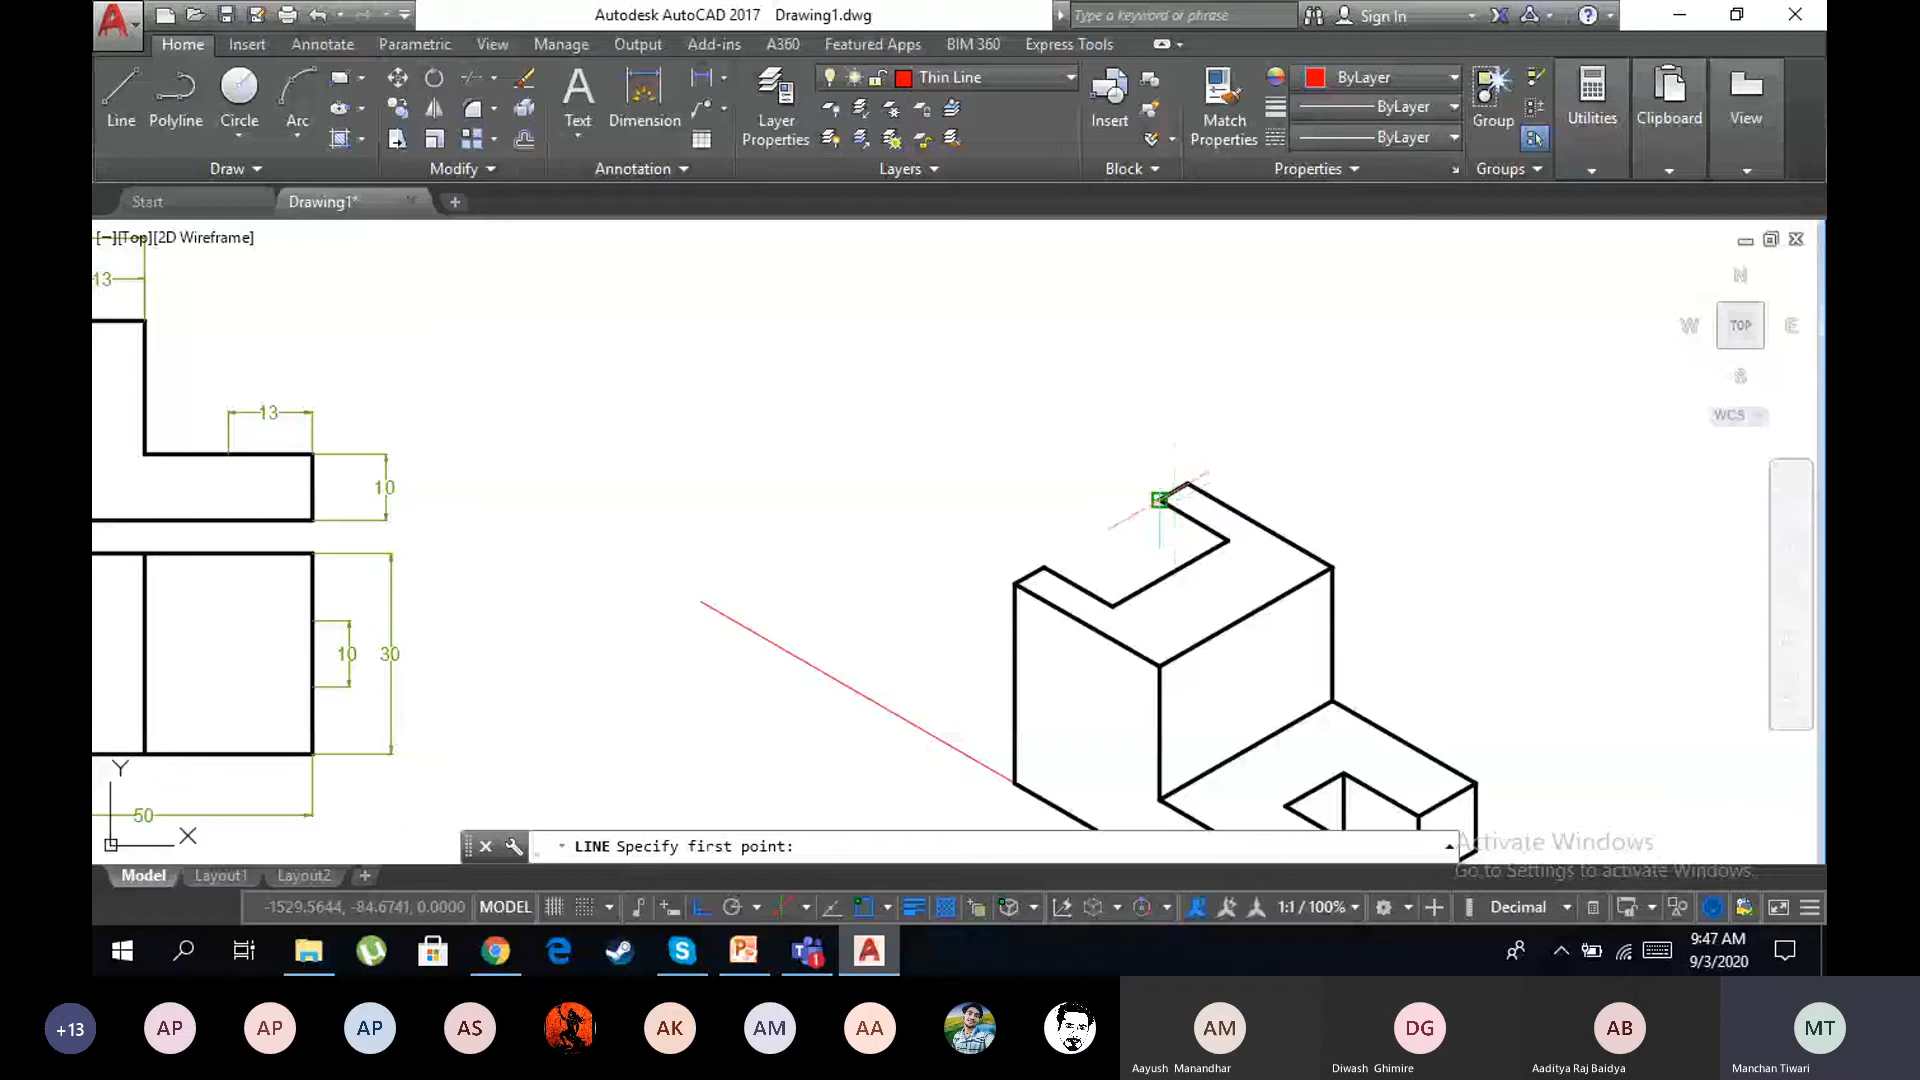 Autodesk AutoCAD 2017 Drawing1.dwg
Type a keyword or phrase
Sign In
Home Insert Annotate Parametric View Manage Output Add-ins A360 Featured Apps BIM 360 Express Tools
Thin Line
ByLayer
ByLayer
ByLayer
Line Polyline Circle Arc
Text Dimension
Layer Properties
Insert
Match Properties
Group
Utilities
Clipboard
View
Draw Modify Annotation Layers Block Properties Groups
Start Drawing1*
[−][Top][2D Wireframe]
N
W TOP E
S
WCS
13
13
10
10 30
50
Y
X
LINE Specify first point:
Activate Windows
Go to Settings to activate Windows.
Model Layout1 Layout2
-1529.5644, -84.6741, 0.0000 MODEL
1:1 / 100%
Decimal
1
9:47 AM
9/3/2020
+13 AP AP AP AS AK AM AA AM DG AB MT
Aayush Manandhar
Diwash Ghimire
Aaditya Raj Baidya
Manchan Tiwari